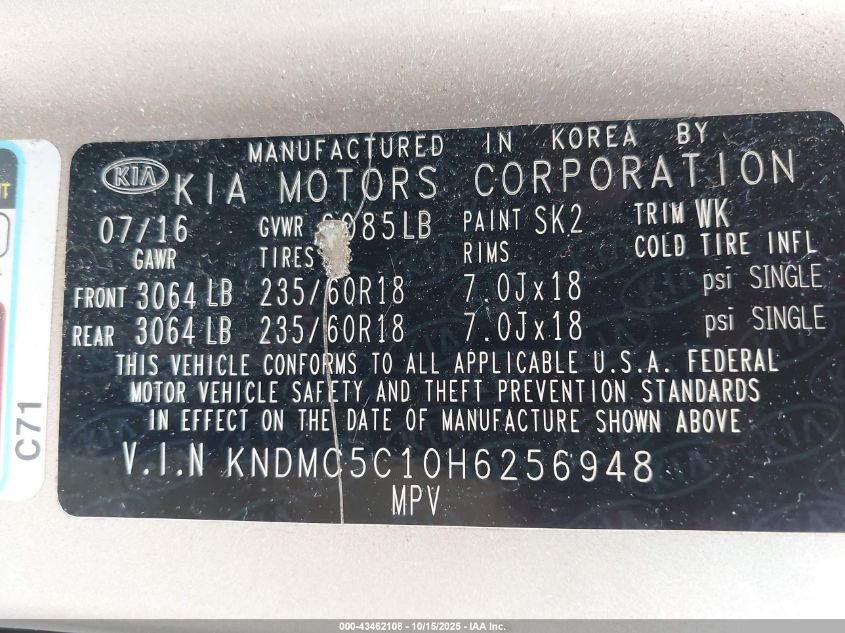 MANUFACTURED IN KOREA BY
KIA KIA MOTORS CORPORATION
07/16 GVWR 6085LB PAINT SK2 TRIM WK
GAWR TIRES RIMS COLD TIRE INFL
FRONT 3064 LB 235/60R18 7.0Jx18 psi SINGLE
REAR 3064 LB 235/60R18 7.0Jx18 psi SINGLE
THIS VEHICLE CONFORMS TO ALL APPLICABLE U.S.A. FEDERAL
MOTOR VEHICLE SAFETY AND THEFT PREVENTION STANDARDS
IN EFFECT ON THE DATE OF MANUFACTURE SHOWN ABOVE
V.I.N KNDMC5C10H6256948
MPV
C71
000-43462108 - 10/15/2025 - IAA Inc.